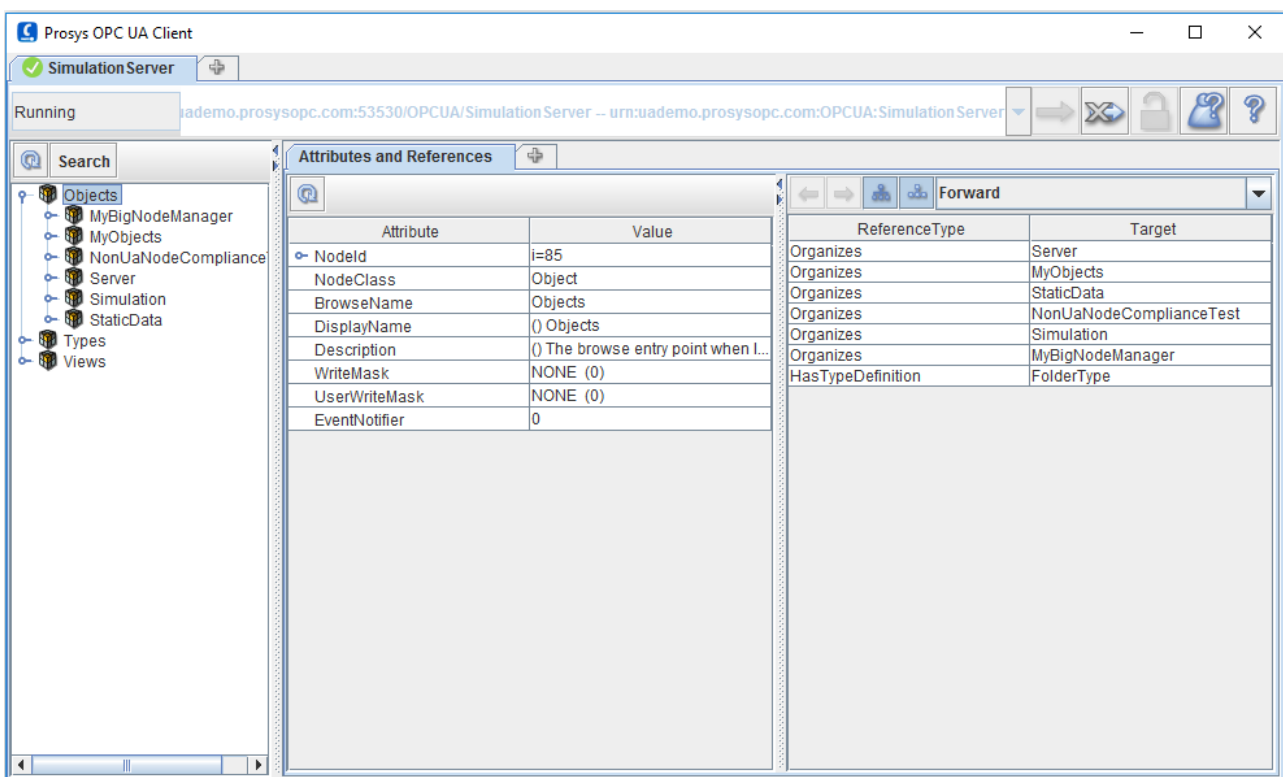 Prosys OPC UA Client
SimulationServer
Running
ademo.prosysopc.com:53530/OPCUA/SimulationServer -- urn:uademo.prosysopc.com:OPCUA:SimulationServer
Search
Objects
MyBigNodeManager
MyObjects
NonUaNodeCompliance
Server
Simulation
StaticData
Types
Views
Attributes and References
Attribute Value
NodeId i=85
NodeClass Object
BrowseName Objects
DisplayName () Objects
Description () The browse entry point when l...
WriteMask NONE (0)
UserWriteMask NONE (0)
EventNotifier 0
Forward
ReferenceType Target
Organizes Server
Organizes MyObjects
Organizes StaticData
Organizes NonUaNodeComplianceTest
Organizes Simulation
Organizes MyBigNodeManager
HasTypeDefinition FolderType